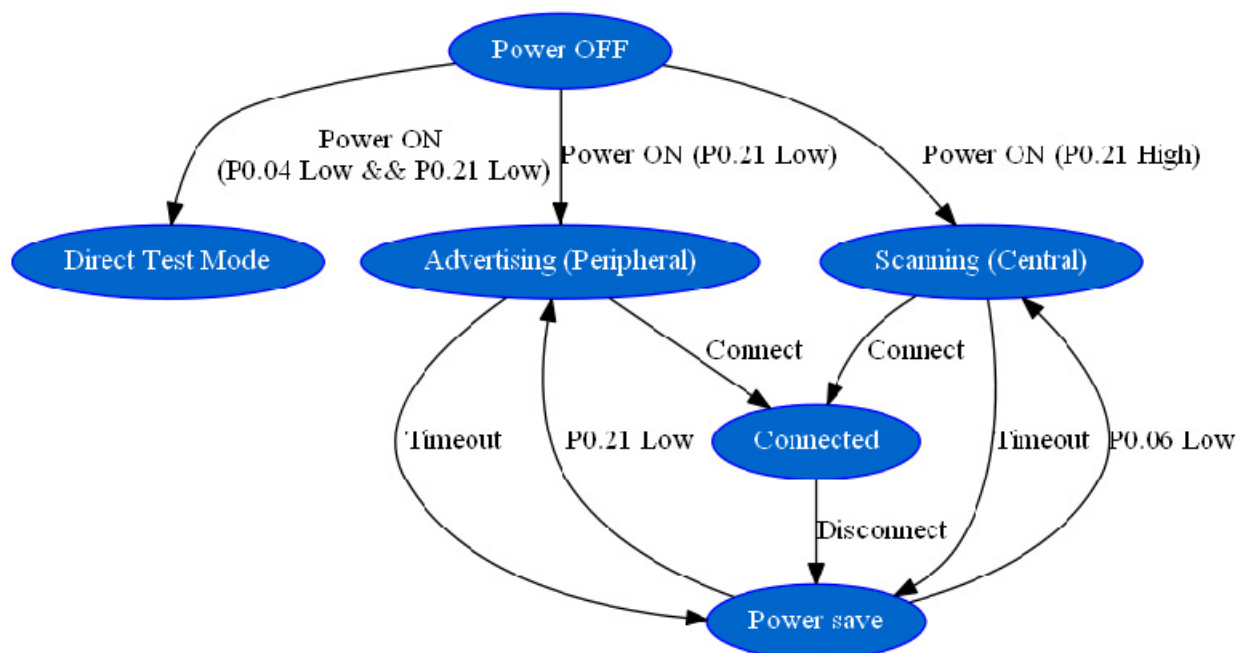 Power OFF
Power ON
(P0.04 Low && P0.21 Low)
Power ON (P0.21 Low)
Power ON (P0.21 High)
Direct Test Mode
Advertising (Peripheral)
Scanning (Central)
Connect
Connect
Timeout
P0.21 Low
Connected
Timeout
P0.06 Low
Disconnect
Power save